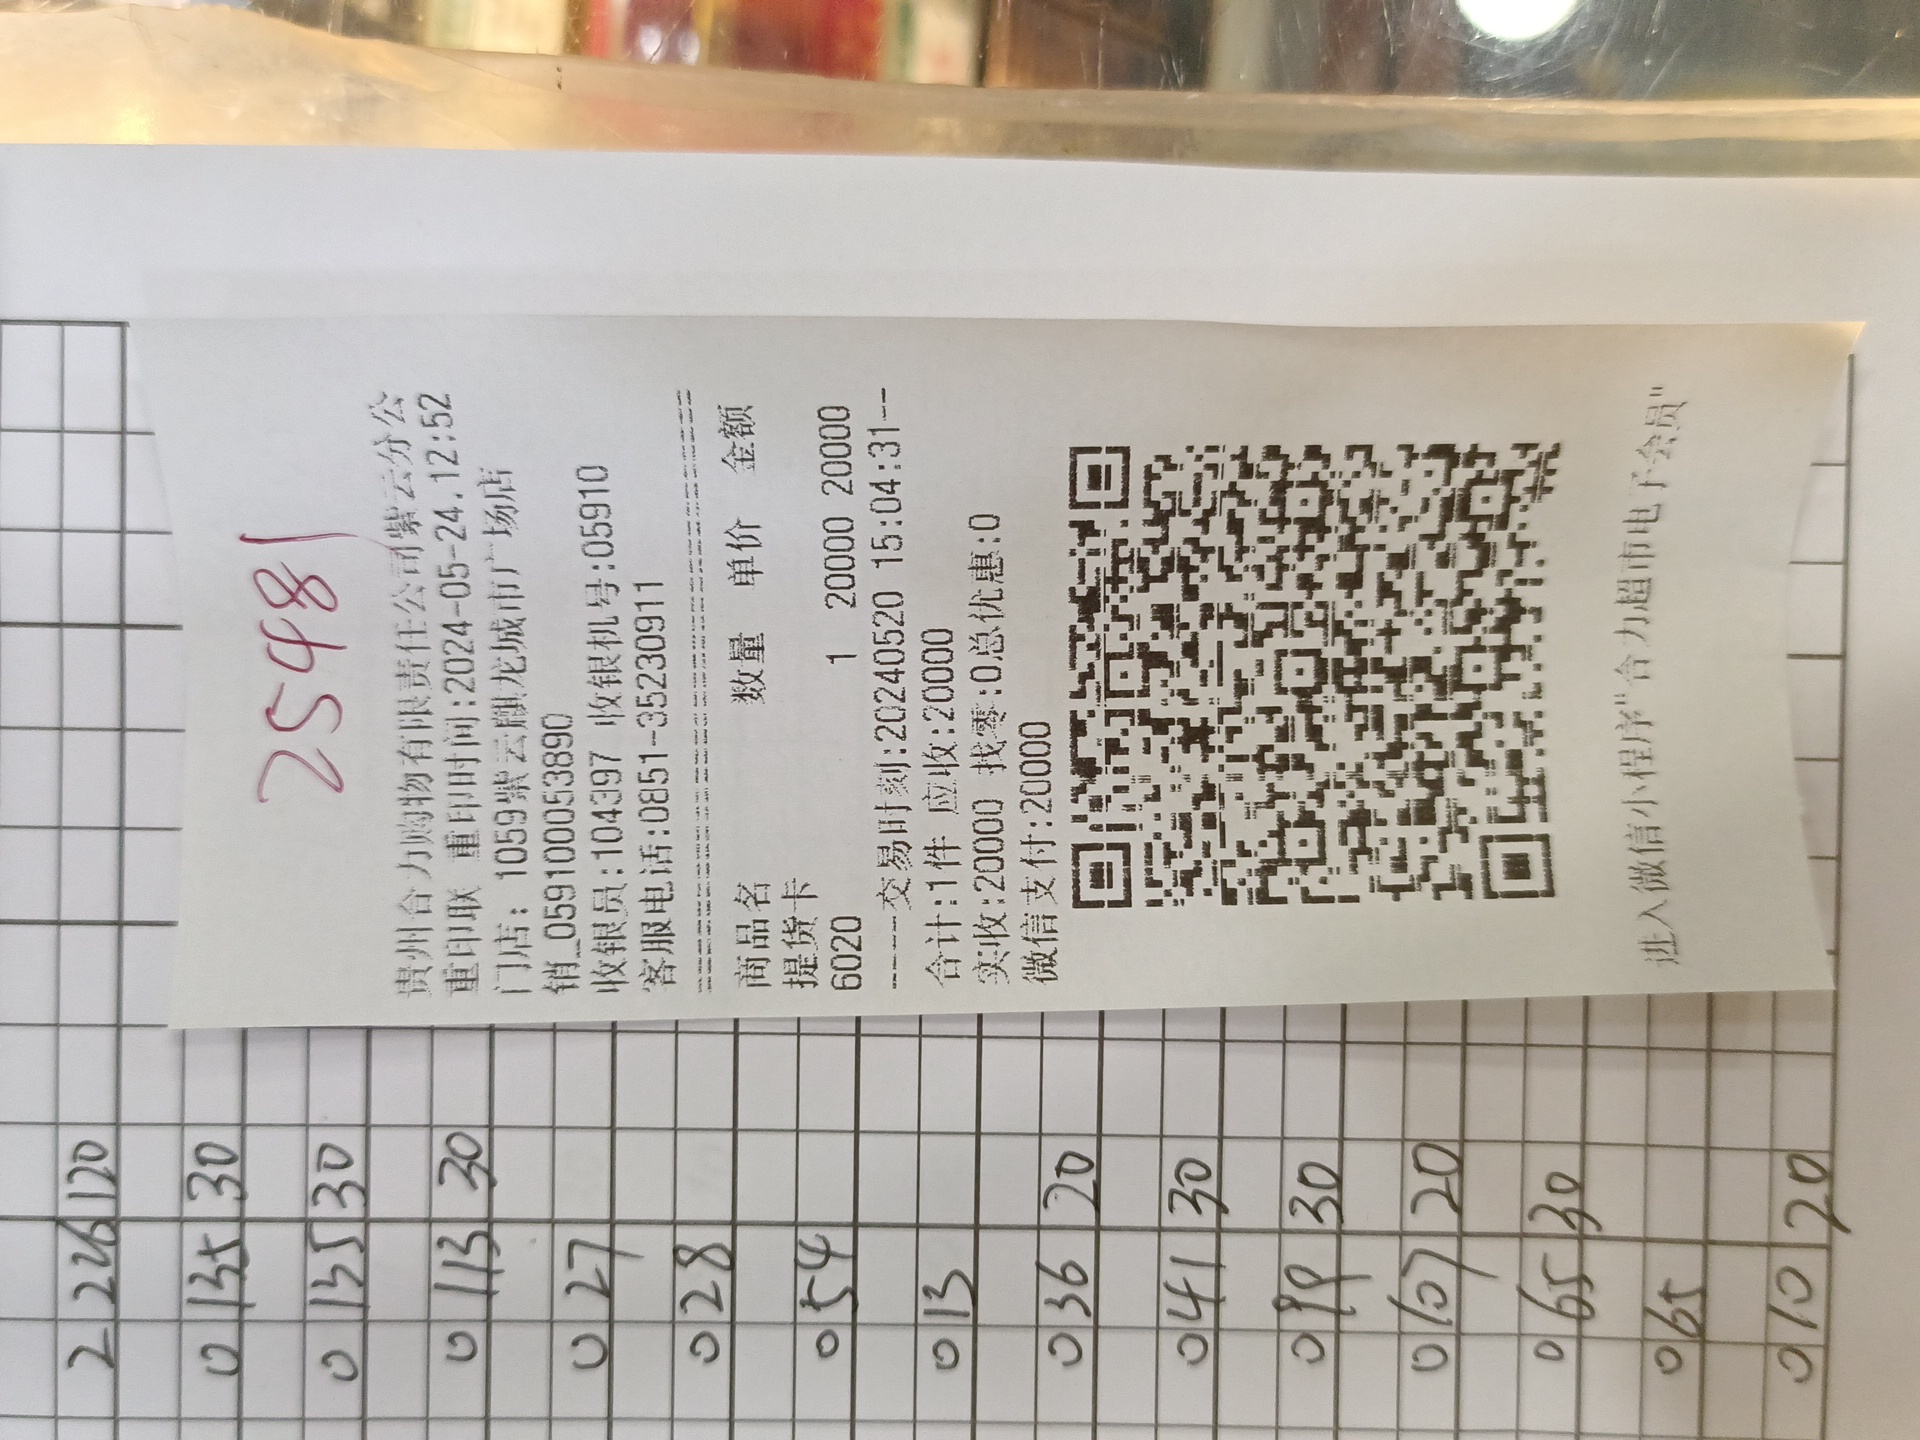 25481
贵州合力购物有限责任公司紫云分公
重印联 重印时间:2024-05-24.12:52
门店: 1059紫云麒龙城市广场店
销_059100053890
收银员:104397 收银机号:05910
客服电话:0851-35230911
商品名 数量 单价 金额
提货卡
6020 1 20000 20000
----交易时刻:20240520 15:04:31--
合计:1件 应收:20000
实收:20000 找零:0总优惠:0
微信支付:20000
进入微信小程序"合力超市电子会员"
2 226 120
0 135 30
0 135 30
0 113 30
0 27
0 28
0 54
0 13
0 36 20
0 41 30
0 99 30
0 107 20
0 65 30
0 65
0 10 20